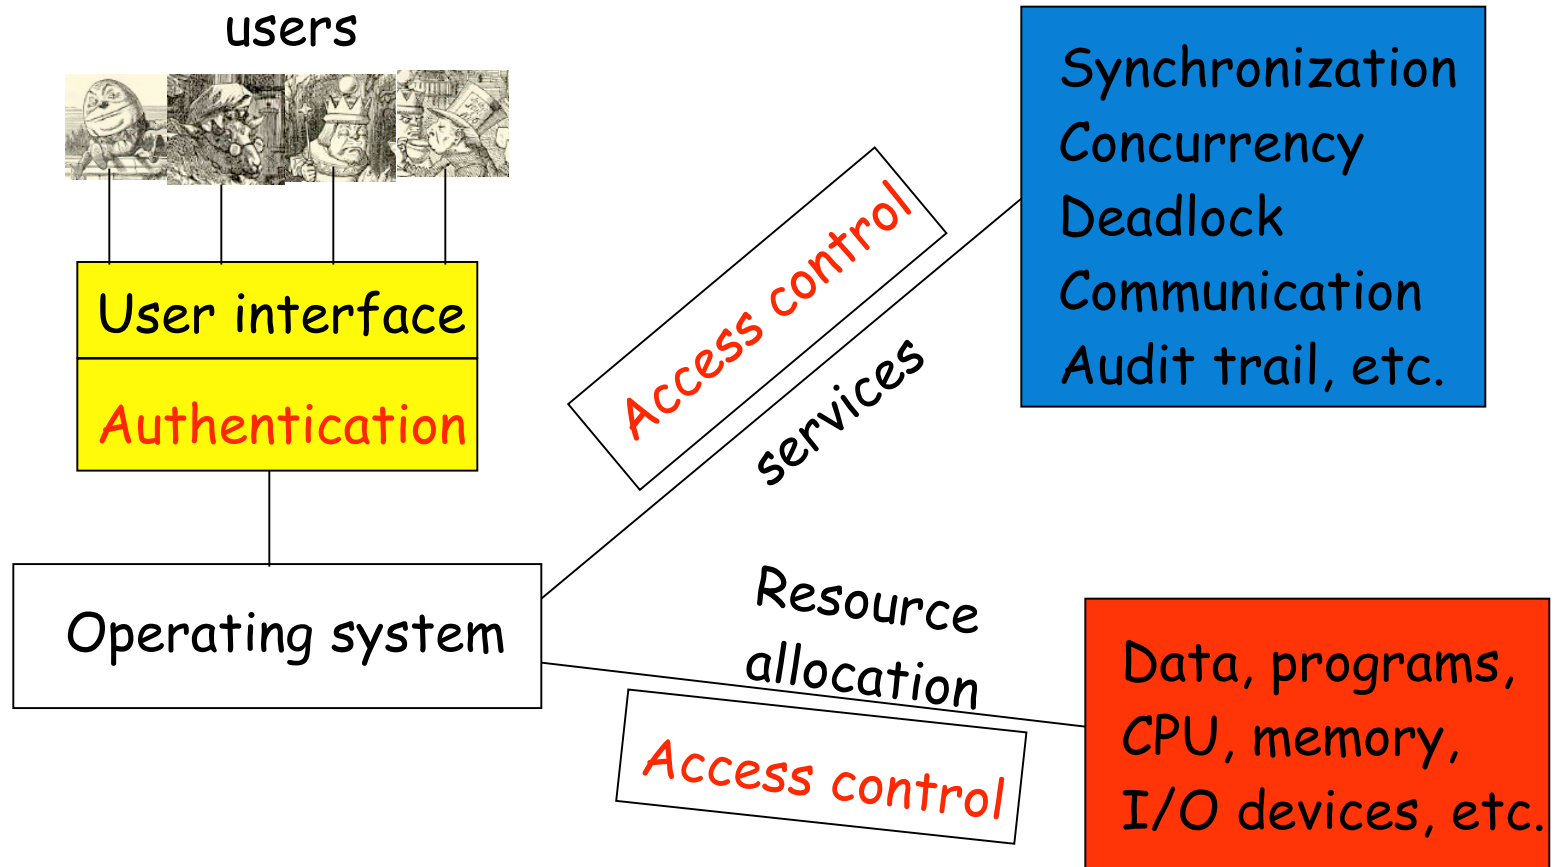 users
User interface
Authentication
Operating system
Access control
services
Synchronization
Concurrency
Deadlock
Communication
Audit trail, etc.
Resource
allocation
Access control
Data, programs,
CPU, memory,
I/O devices, etc.